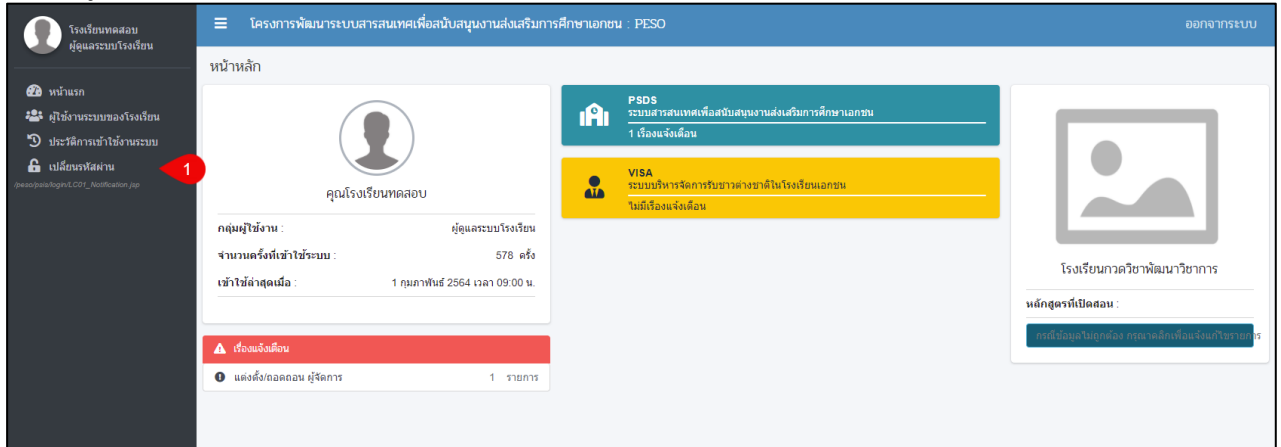 โรงเรียนทดสอบ
ผู้ดูแลระบบโรงเรียน
หน้าแรก
ผู้ใช้งานระบบของโรงเรียน
ประวัติการเข้าใช้งานระบบ
เปลี่ยนรหัสผ่าน
1
/peso/psis/login/LC01_Notification.jsp
โครงการพัฒนาระบบสารสนเทศเพื่อสนับสนุนงานส่งเสริมการศึกษาเอกชน : PESO
ออกจากระบบ
หน้าหลัก
คุณโรงเรียนทดสอบ
กลุ่มผู้ใช้งาน : ผู้ดูแลระบบโรงเรียน
จำนวนครั้งที่เข้าใช้ระบบ : 578 ครั้ง
เข้าใช้ล่าสุดเมื่อ : 1 กุมภาพันธ์ 2564 เวลา 09:00 น.
เรื่องแจ้งเตือน
แต่งตั้ง/ถอดถอน ผู้จัดการ 1 รายการ
PSDS
ระบบสารสนเทศเพื่อสนับสนุนงานส่งเสริมการศึกษาเอกชน
1 เรื่องแจ้งเตือน
VISA
ระบบบริหารจัดการรับชาวต่างชาติในโรงเรียนเอกชน
ไม่มีเรื่องแจ้งเตือน
โรงเรียนกวดวิชาพัฒนาวิชาการ
หลักสูตรที่เปิดสอน :
กรณีข้อมูลไม่ถูกต้อง กรุณาคลิกเพื่อแจ้งแก้ไขรายการ